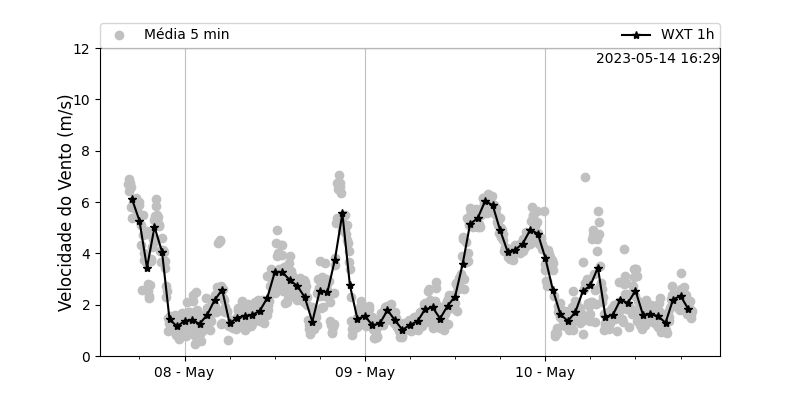 Média 5 min
WXT 1h
2023-05-14 16:29
Velocidade do Vento (m/s)
12
10
8
6
4
2
0
08 - May
09 - May
10 - May